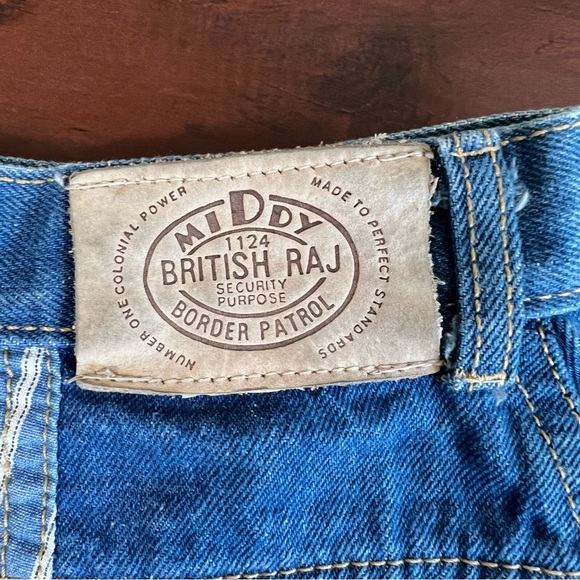 NUMBER ONE COLONIAL POWER
MADE TO PERFECT STANDARDS
MIDDY
1124
BRITISH RAJ
SECURITY
PURPOSE
BORDER PATROL